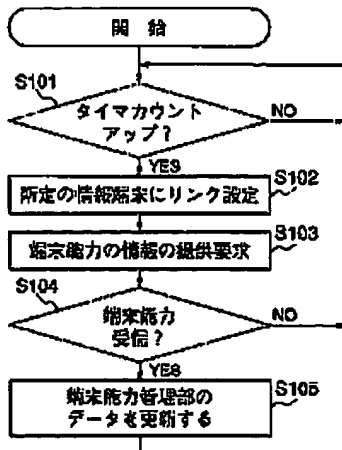 開 始
S101
タイマカウント
アップ?
NO
YES
S102
所定の情報端末にリンク設定
S103
端末能力の情報の提供要求
S104
端末能力
受信?
NO
YES
S105
端末能力管理部の
データを更新する